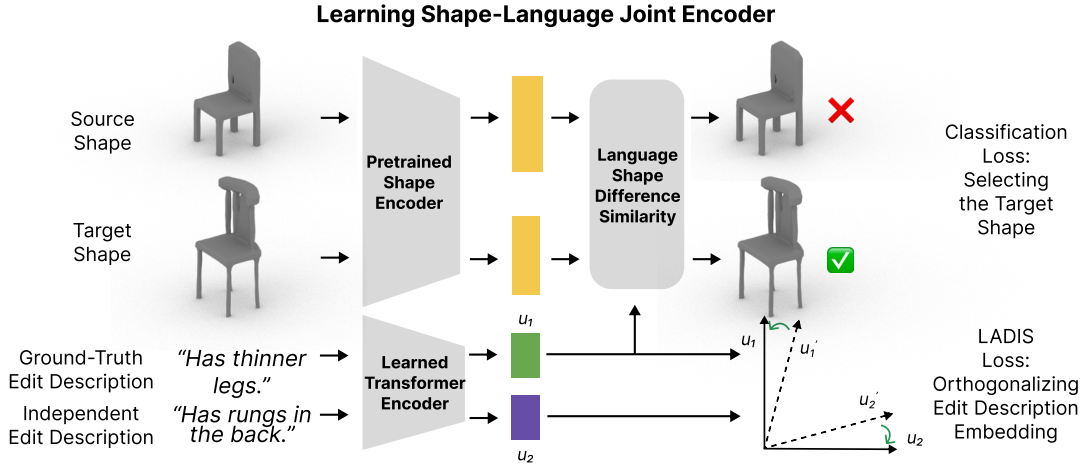 Learning Shape-Language Joint Encoder
Source
Shape
Target
Shape
Pretrained
Shape
Encoder
Language
Shape
Difference
Similarity
Classification
Loss:
Selecting
the Target
Shape
Ground-Truth
Edit Description
“Has thinner
legs.”
Independent
Edit Description
“Has rungs in
the back.”
Learned
Transformer
Encoder
u₁
u₂
u₁
u₁'
u₂'
u₂
LADIS
Loss:
Orthogonalizing
Edit Description
Embedding